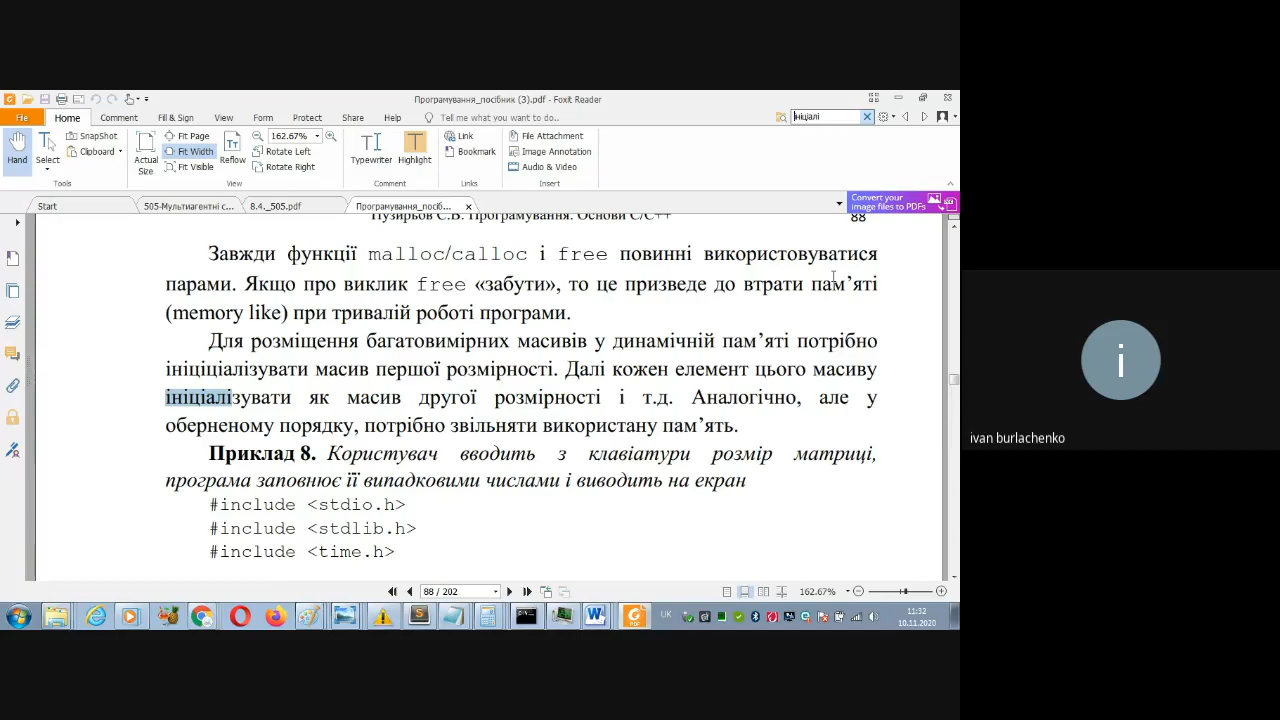 Програмування_посібник (3).pdf - Foxit Reader
File Home Comment Fill & Sign View Form Protect Share Help Tell me what you want to do..
ініціалі
Hand
Select
SnapShot
Clipboard
Tools
Actual Size
Fit Page
Fit Width
Fit Visible
Reflow
162.67%
Rotate Left
Rotate Right
View
Typewriter
Highlight
Comment
Link
Bookmark
Links
File Attachment
Image Annotation
Audio & Video
Insert
Start 505-Мультиагентні с... 8.4._505.pdf Програмування_посіб...
Convert your
image files to PDFs
Пузирьов С.В. Програмування. Основи C/C++ 88
Завжди функції malloc/calloc і free повинні використовуватися
парами. Якщо про виклик free «забути», то це призведе до втрати пам’яті
(memory like) при тривалій роботі програми.
Для розміщення багатовимірних масивів у динамічній пам’яті потрібно
ініціціалізувати масив першої розмірності. Далі кожен елемент цього масиву
ініціалізувати як масив другої розмірності і т.д. Аналогічно, але у
оберненому порядку, потрібно звільняти використану пам’ять.
Приклад 8. Користувач вводить з клавіатури розмір матриці,
програма заповнює її випадковими числами і виводить на екран
#include <stdio.h>
#include <stdlib.h>
#include <time.h>
88 / 202
162.67%
UK
11:32
10.11.2020
i
ivan burlachenko